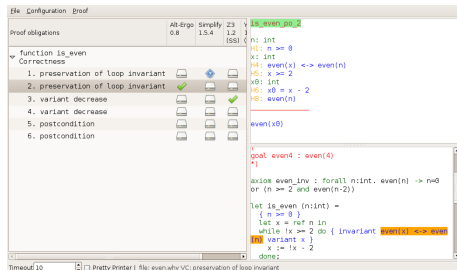 File Configuration Proof
Proof obligations
Alt-Ergo 0.8
Simplify 1.5.4
Z3 1.2 (SS)
function is_even
Correctness
1. preservation of loop invariant
2. preservation of loop invariant
3. variant decrease
4. variant decrease
5. postcondition
6. postcondition
Timeout 10 Pretty Printer file: even.why VC: preservation of loop invariant
is_even_po_2
n: int
H1: n >= 0
x: int
H4: even(x) <-> even(n)
H5: x >= 2
x0: int
H6: x0 = x - 2
H8: even(n)
even(x0)
goal even4 : even(4)
*)
axiom even_inv : forall n:int. even(n) -> n=0
or (n >= 2 and even(n-2))
let is_even (n:int) =
{ n >= 0 }
let x = ref n in
while !x >= 2 do { invariant even(x) <-> even
(n) variant x }
x := !x - 2
done;